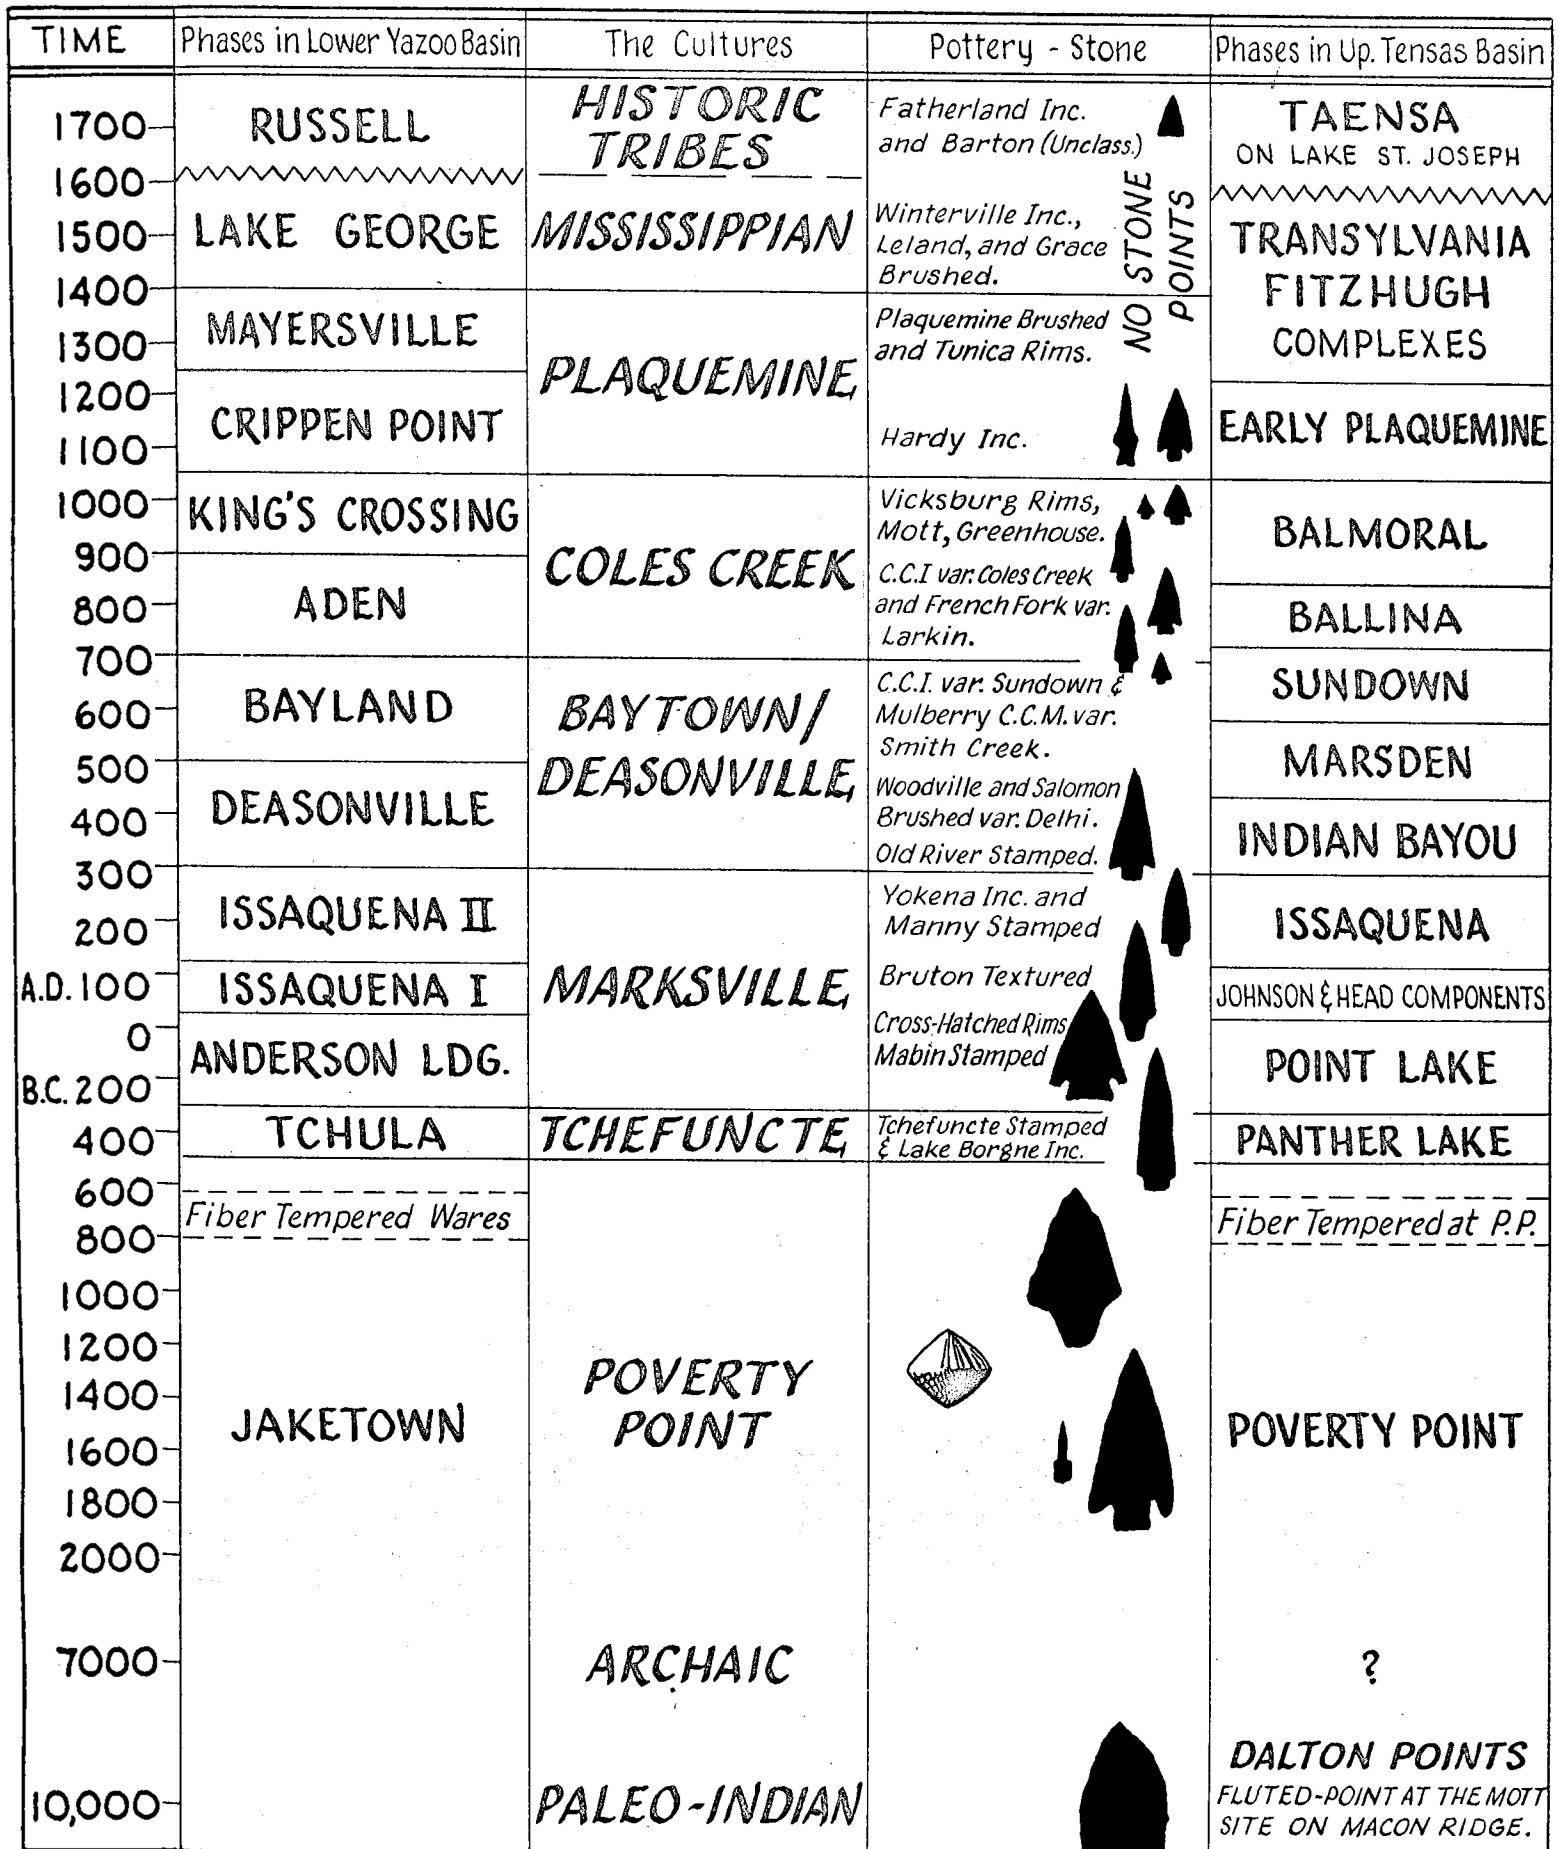 TIME
Phases in Lower Yazoo Basin
The Cultures
Pottery - Stone
Phases in Up. Tensas Basin
1700
1600
1500
1400
1300
1200
1100
1000
900
800
700
600
500
400
300
200
A.D. 100
0
B.C. 200
400
600
800
1000
1200
1400
1600
1800
2000
7000
10,000
RUSSELL
LAKE GEORGE
MAYERSVILLE
CRIPPEN POINT
KING'S CROSSING
ADEN
BAYLAND
DEASONVILLE
ISSAQUENA II
ISSAQUENA I
ANDERSON LDG.
TCHULA
Fiber Tempered Wares
JAKETOWN
HISTORIC
TRIBES
MISSISSIPPIAN
PLAQUEMINE
COLES CREEK
BAYTOWN/
DEASONVILLE
MARKSVILLE
TCHEFUNCTE
POVERTY
POINT
ARCHAIC
PALEO-INDIAN
Fatherland Inc.
and Barton (Unclass.)
Winterville Inc.,
Leland, and Grace
Brushed.
NO STONE
POINTS
Plaquemine Brushed
and Tunica Rims.
Hardy Inc.
Vicksburg Rims,
Mott, Greenhouse.
C.C.I var. Coles Creek
and French Fork var.
Larkin.
C.C.I. var. Sundown &
Mulberry C.C.M. var.
Smith Creek.
Woodville and Salomon
Brushed var. Delhi.
Old River Stamped.
Yokena Inc. and
Manny Stamped
Bruton Textured
Cross-Hatched Rims
Mabin Stamped
Tchefuncte Stamped
& Lake Borgne Inc.
TAENSA
ON LAKE ST. JOSEPH
TRANSYLVANIA
FITZHUGH
COMPLEXES
EARLY PLAQUEMINE
BALMORAL
BALLINA
SUNDOWN
MARSDEN
INDIAN BAYOU
ISSAQUENA
JOHNSON & HEAD COMPONENTS
POINT LAKE
PANTHER LAKE
Fiber Tempered at P.P.
POVERTY POINT
?
DALTON POINTS
FLUTED-POINT AT THE MOTT
SITE ON MACON RIDGE.